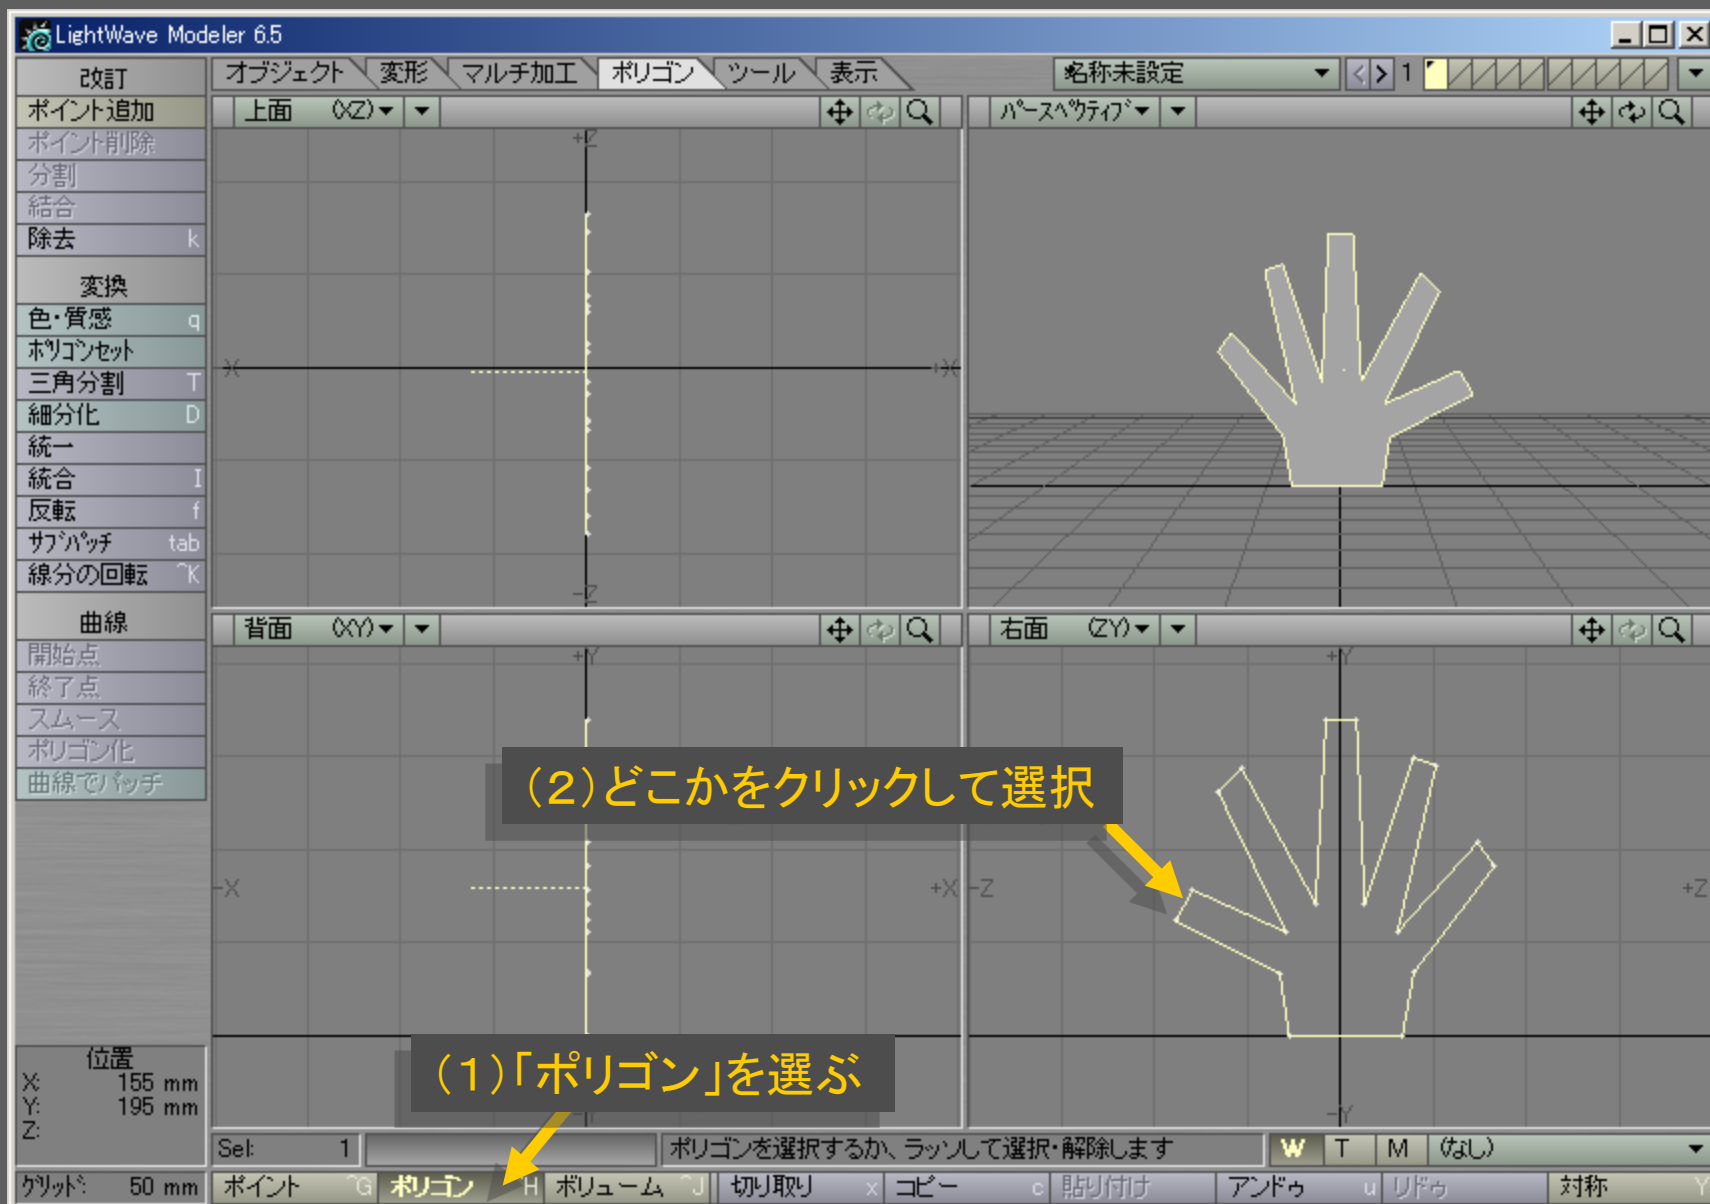 LightWave Modeler 6.5
改訂
オブジェクト 変形 マルチ加工 ポリゴン ツール 表示 名称未設定 < > 1
ポイント追加
上面 (XZ)
パースペクティブ
ポイント削除
分割
結合
除去 k
変換
色・質感 q
ポリゴンセット
三角分割 T
細分化 D
統一
統合 I
反転 f
サブパッチ tab
線分の回転 ^K
曲線
開始点
終了点
スムース
ポリゴン化
曲線でパッチ
+Z
-X
+X
-Z
背面 (XY)
右面 (ZY)
+Y
+Y
(2)どこかをクリックして選択
-X
+X
-Z
+Z
(1)「ポリゴン」を選ぶ
-Y
-Y
位置
X: 155 mm
Y: 195 mm
Z:
Sel: 1
ポリゴンを選択するか、ラッソして選択・解除します
W T M (なし)
グリッド: 50 mm
ポイント ^G ポリゴン ^H ボリューム ^J 切り取り x コピー c 貼り付け アンドゥ u リドゥ 対称 Y